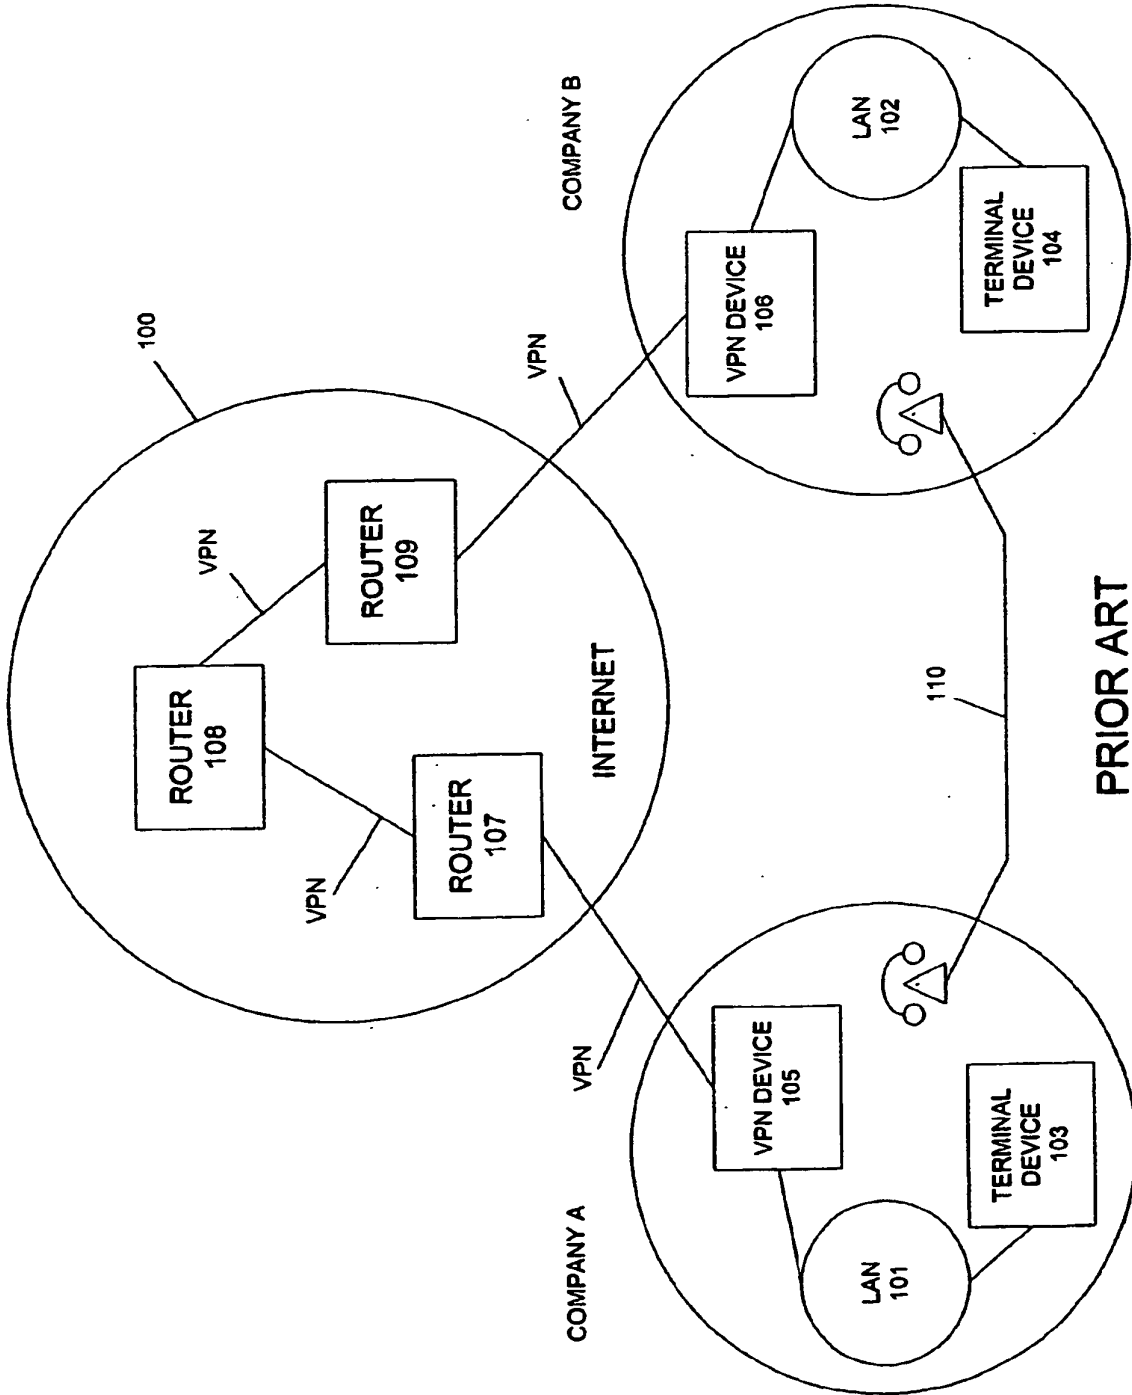 100
VPN
ROUTER
108
VPN
ROUTER
109
VPN
ROUTER
107
INTERNET
VPN
VPN
COMPANY A
COMPANY B
VPN DEVICE
105
VPN DEVICE
106
LAN
101
LAN
102
TERMINAL
DEVICE
103
TERMINAL
DEVICE
104
110
PRIOR ART